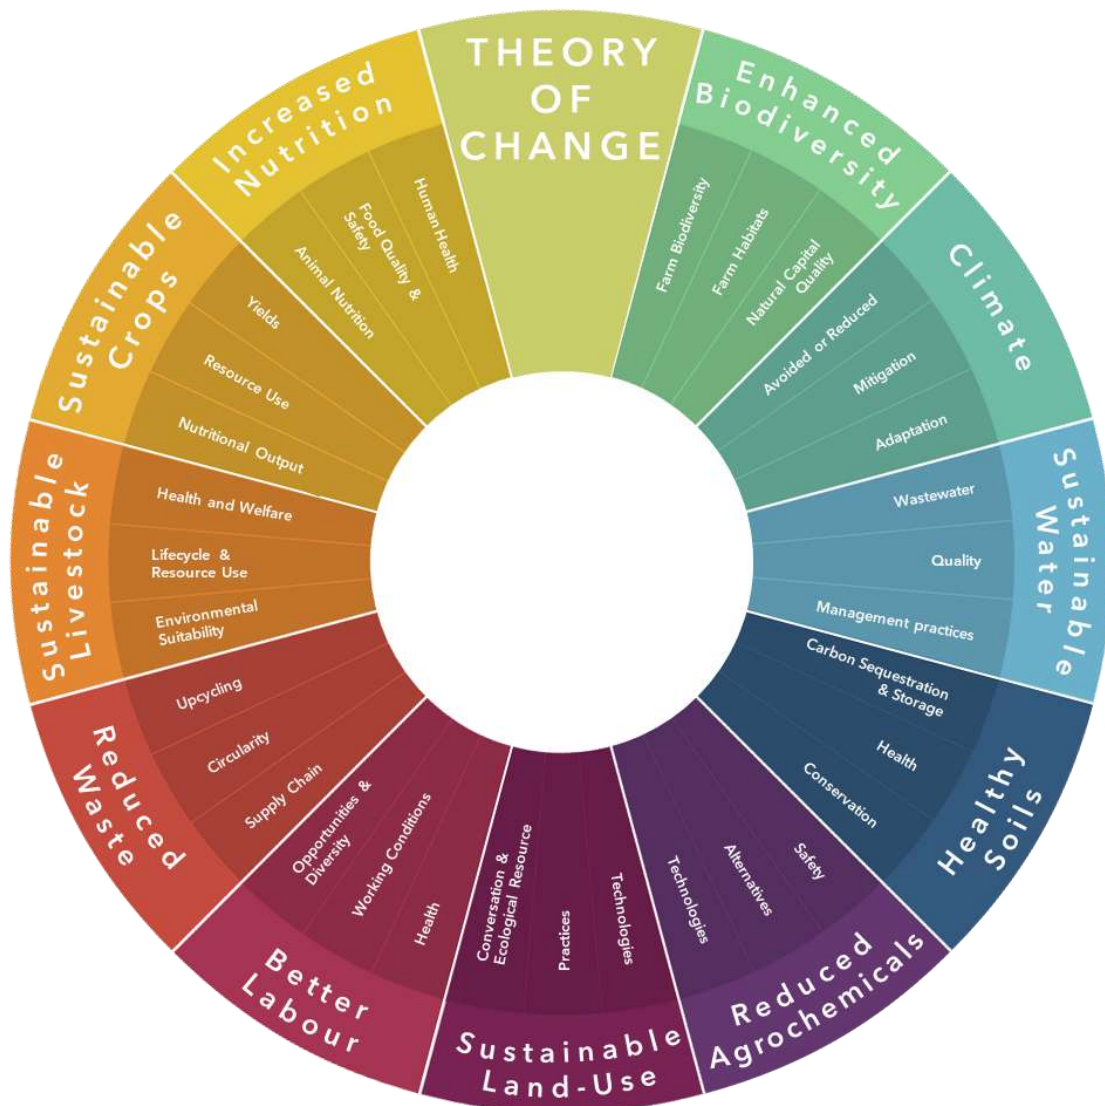 THEORY
OF
CHANGE
Enhanced
Biodiversity
Farm Biodiversity
Farm Habitats
Natural Capital
Quality
Climate
Avoided or Reduced
Mitigation
Adaptation
Sustainable
Water
Wastewater
Quality
Management practices
Healthy
Soils
Carbon Sequestration
& Storage
Health
Conservation
Reduced
Agrochemicals
Safety
Alternatives
Technologies
Sustainable
Land-Use
Technologies
Practices
Conversation &
Ecological Resource
Better
Labour
Health
Working Conditions
Opportunities &
Diversity
Reduced
Waste
Supply Chain
Circularity
Upcycling
Sustainable
Livestock
Environmental
Suitability
Lifecycle &
Resource Use
Health and Welfare
Sustainable
Crops
Nutritional Output
Resource Use
Yields
Increased
Nutrition
Animal Nutrition
Food Quality &
Safety
Human Health